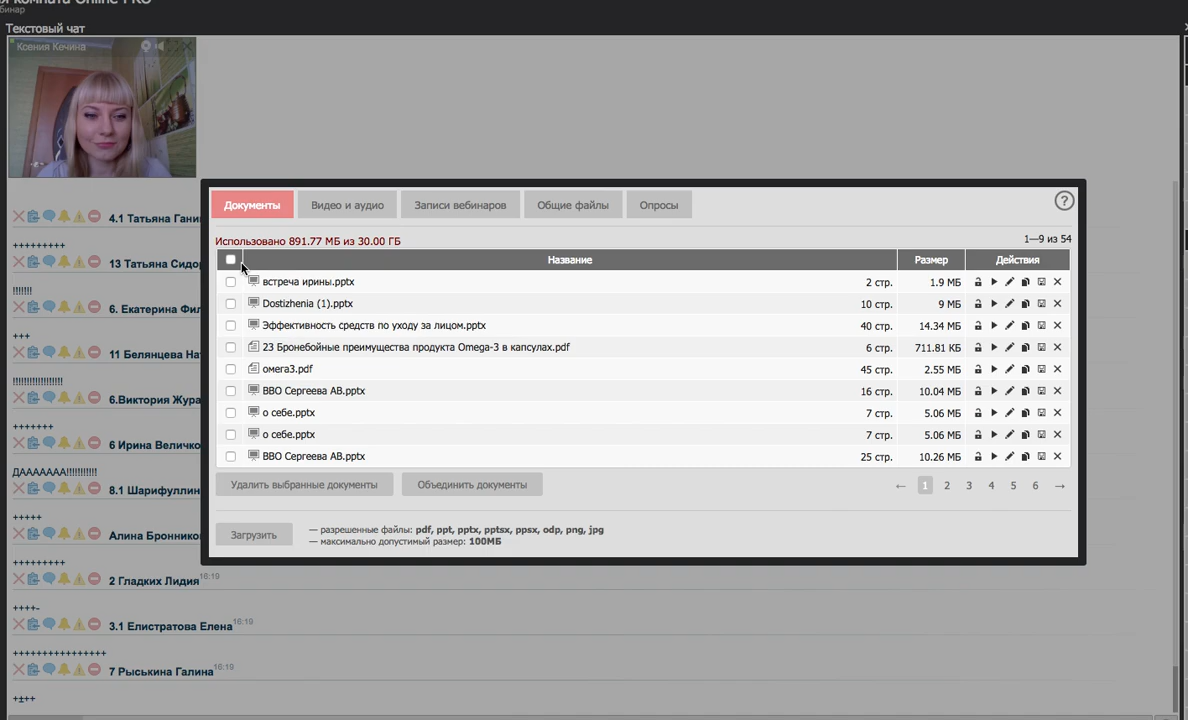 комната Online PRO
бинар
Текстовый чат
Ксения Кечина
4.1 Татьяна Гани
+++++++++
13 Татьяна Сидор
!!!!!!!
6. Екатерина Фил
+++
11 Белянцева Нат
!!!!!!!!!!!!!!!!!!
6.Виктория Жура
+++++++
6 Ирина Величко
ДААААААА!!!!!!!!!!!
8.1 Шарифуллин
+++++
Алина Бронников
+++++++++
2 Гладких Лидия 16:19
++++-
3.1 Елистратова Елена 16:19
++++++++++++++++
7 Рыськина Галина 16:19
+±++
Документы Видео и аудио Записи вебинаров Общие файлы Опросы ?
Использовано 891.77 МБ из 30.00 ГБ 1—9 из 54
Название Размер Действия
встреча ирины.pptx 2 стр. 1.9 МБ
Dostizhenia (1).pptx 10 стр. 9 МБ
Эффективность средств по уходу за лицом.pptx 40 стр. 14.34 МБ
23 Бронебойные преимущества продукта Omega-3 в капсулах.pdf 6 стр. 711.81 КБ
омега3.pdf 45 стр. 2.55 МБ
ВВО Сергеева АВ.pptx 16 стр. 10.04 МБ
о себе.pptx 7 стр. 5.06 МБ
о себе.pptx 7 стр. 5.06 МБ
ВВО Сергеева АВ.pptx 25 стр. 10.26 МБ
Удалить выбранные документы Объединить документы ← 1 2 3 4 5 6 →
Загрузить
— разрешенные файлы: pdf, ppt, pptx, pptsx, ppsx, odp, png, jpg
— максимально допустимый размер: 100МБ